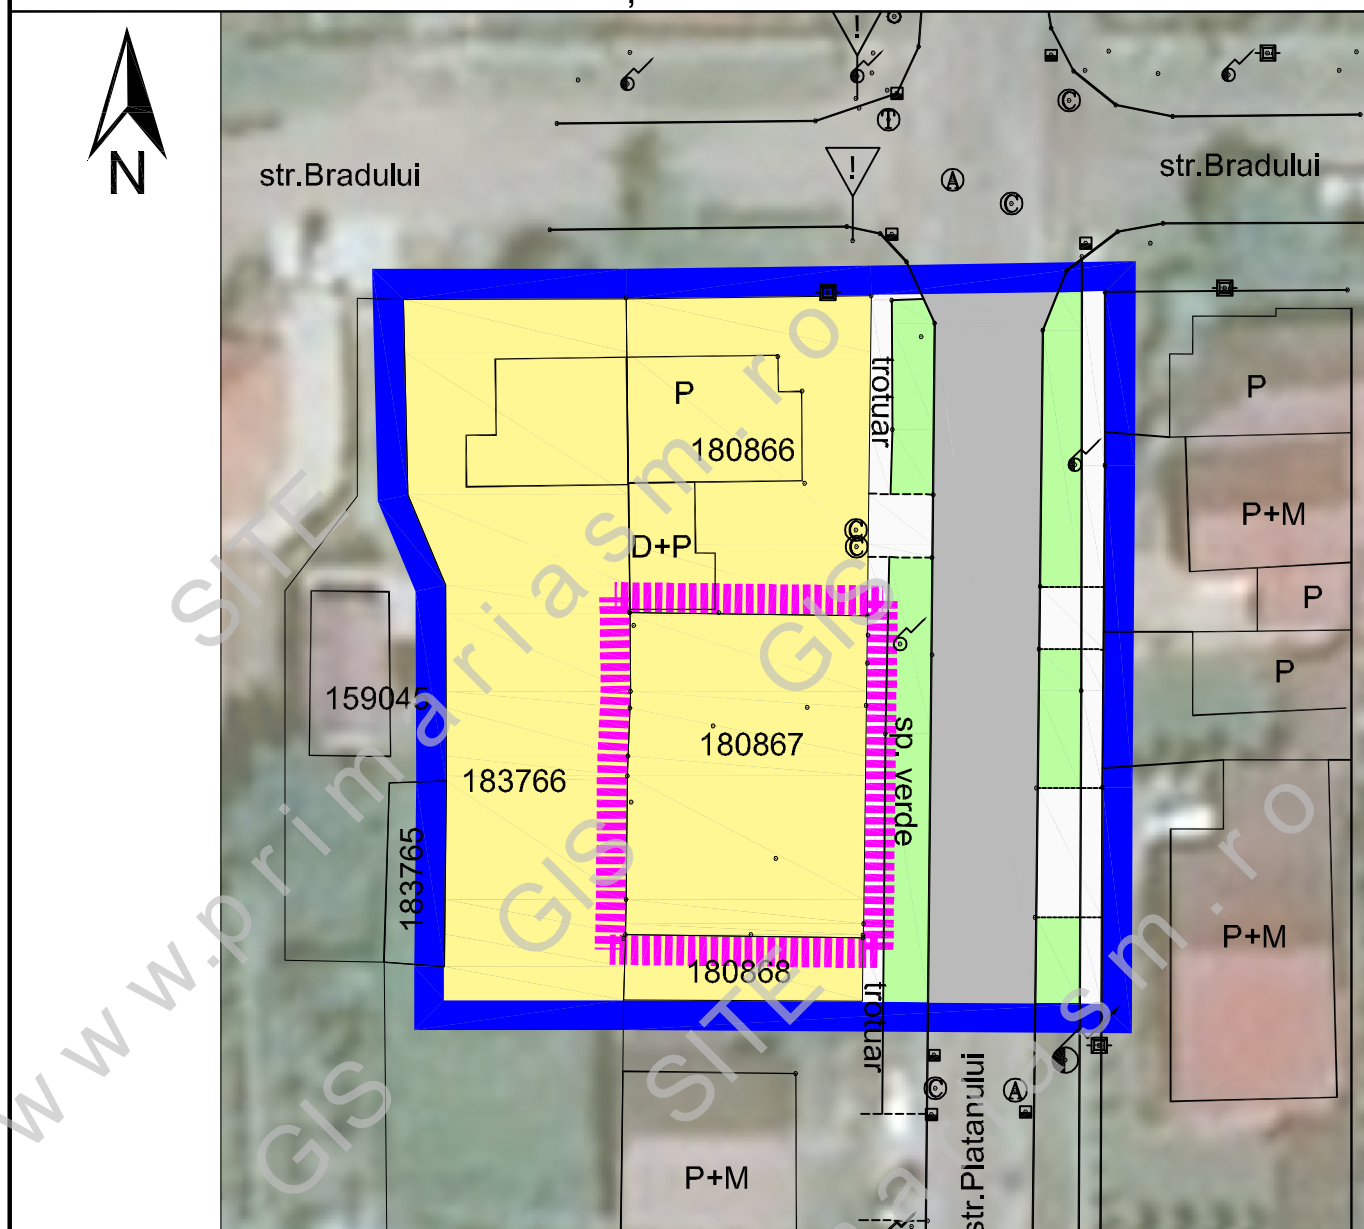 N
!
T
C
!
A
C
str.Bradului
str.Bradului
P
180866
trotuar
D+P
C
C
P
P+M
P
P
159045
183766
183765
180867
sp. verde
180868
trotuar
P+M
C
A
str.Platanului
P+M
www.primariasm.ro
SITE
GIS
GIS
GIS
SITE